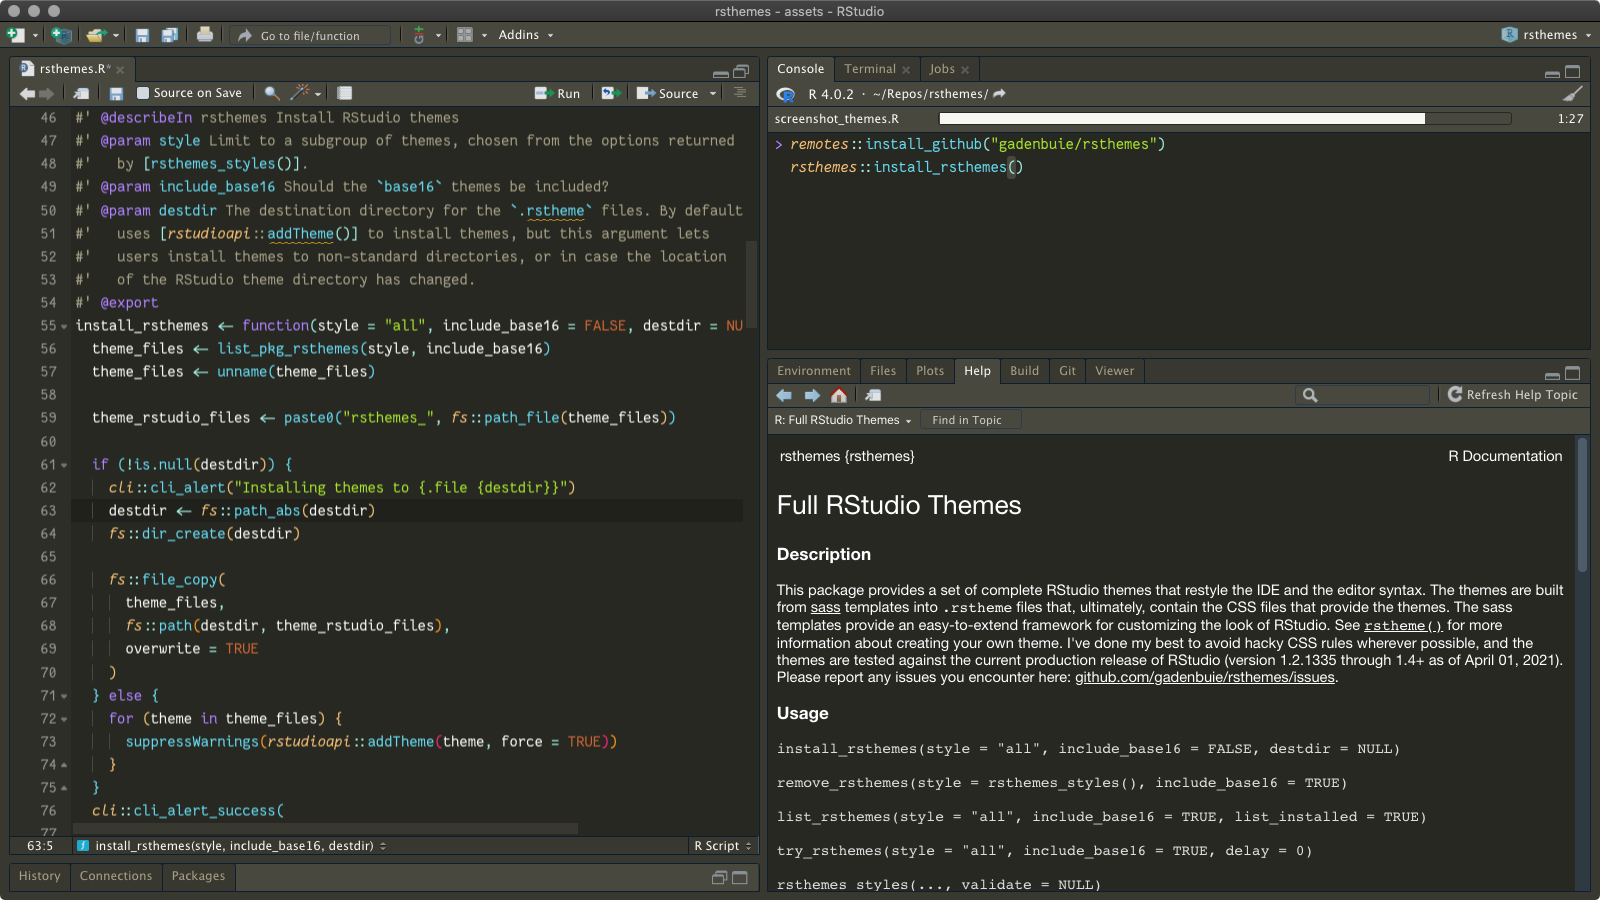 rsthemes - assets - RStudio
Go to file/function
Addins
rsthemes
rsthemes.R*
Source on Save
Run
Source
46 #' @describeIn rsthemes Install RStudio themes
47 #' @param style Limit to a subgroup of themes, chosen from the options returned
48 #'   by [rsthemes_styles()].
49 #' @param include_base16 Should the `base16` themes be included?
50 #' @param destdir The destination directory for the `.rstheme` files. By default
51 #'   uses [rstudioapi::addTheme()] to install themes, but this argument lets
52 #'   users install themes to non-standard directories, or in case the location
53 #'   of the RStudio theme directory has changed.
54 #' @export
55 install_rsthemes <- function(style = "all", include_base16 = FALSE, destdir = NU
56   theme_files <- list_pkg_rsthemes(style, include_base16)
57   theme_files <- unname(theme_files)
58
59   theme_rstudio_files <- paste0("rsthemes_", fs::path_file(theme_files))
60
61   if (!is.null(destdir)) {
62     cli::cli_alert("Installing themes to {.file {destdir}}")
63     destdir <- fs::path_abs(destdir)
64     fs::dir_create(destdir)
65
66     fs::file_copy(
67       theme_files,
68       fs::path(destdir, theme_rstudio_files),
69       overwrite = TRUE
70     )
71   } else {
72     for (theme in theme_files) {
73       suppressWarnings(rstudioapi::addTheme(theme, force = TRUE))
74     }
75   }
76   cli::cli_alert_success(
77
63:5
install_rsthemes(style, include_base16, destdir)
R Script
History
Connections
Packages
Console
Terminal
Jobs
R 4.0.2 · ~/Repos/rsthemes/
screenshot_themes.R
1:27
> remotes::install_github("gadenbuie/rsthemes")
rsthemes::install_rsthemes()
Environment
Files
Plots
Help
Build
Git
Viewer
Refresh Help Topic
R: Full RStudio Themes
Find in Topic
rsthemes {rsthemes}
R Documentation
Full RStudio Themes
Description
This package provides a set of complete RStudio themes that restyle the IDE and the editor syntax. The themes are built
from sass templates into .rstheme files that, ultimately, contain the CSS files that provide the themes. The sass
templates provide an easy-to-extend framework for customizing the look of RStudio. See rstheme() for more
information about creating your own theme. I've done my best to avoid hacky CSS rules wherever possible, and the
themes are tested against the current production release of RStudio (version 1.2.1335 through 1.4+ as of April 01, 2021).
Please report any issues you encounter here: github.com/gadenbuie/rsthemes/issues.
Usage
install_rsthemes(style = "all", include_base16 = FALSE, destdir = NULL)
remove_rsthemes(style = rsthemes_styles(), include_base16 = TRUE)
list_rsthemes(style = "all", include_base16 = TRUE, list_installed = TRUE)
try_rsthemes(style = "all", include_base16 = TRUE, delay = 0)
rsthemes_styles(..., validate = NULL)